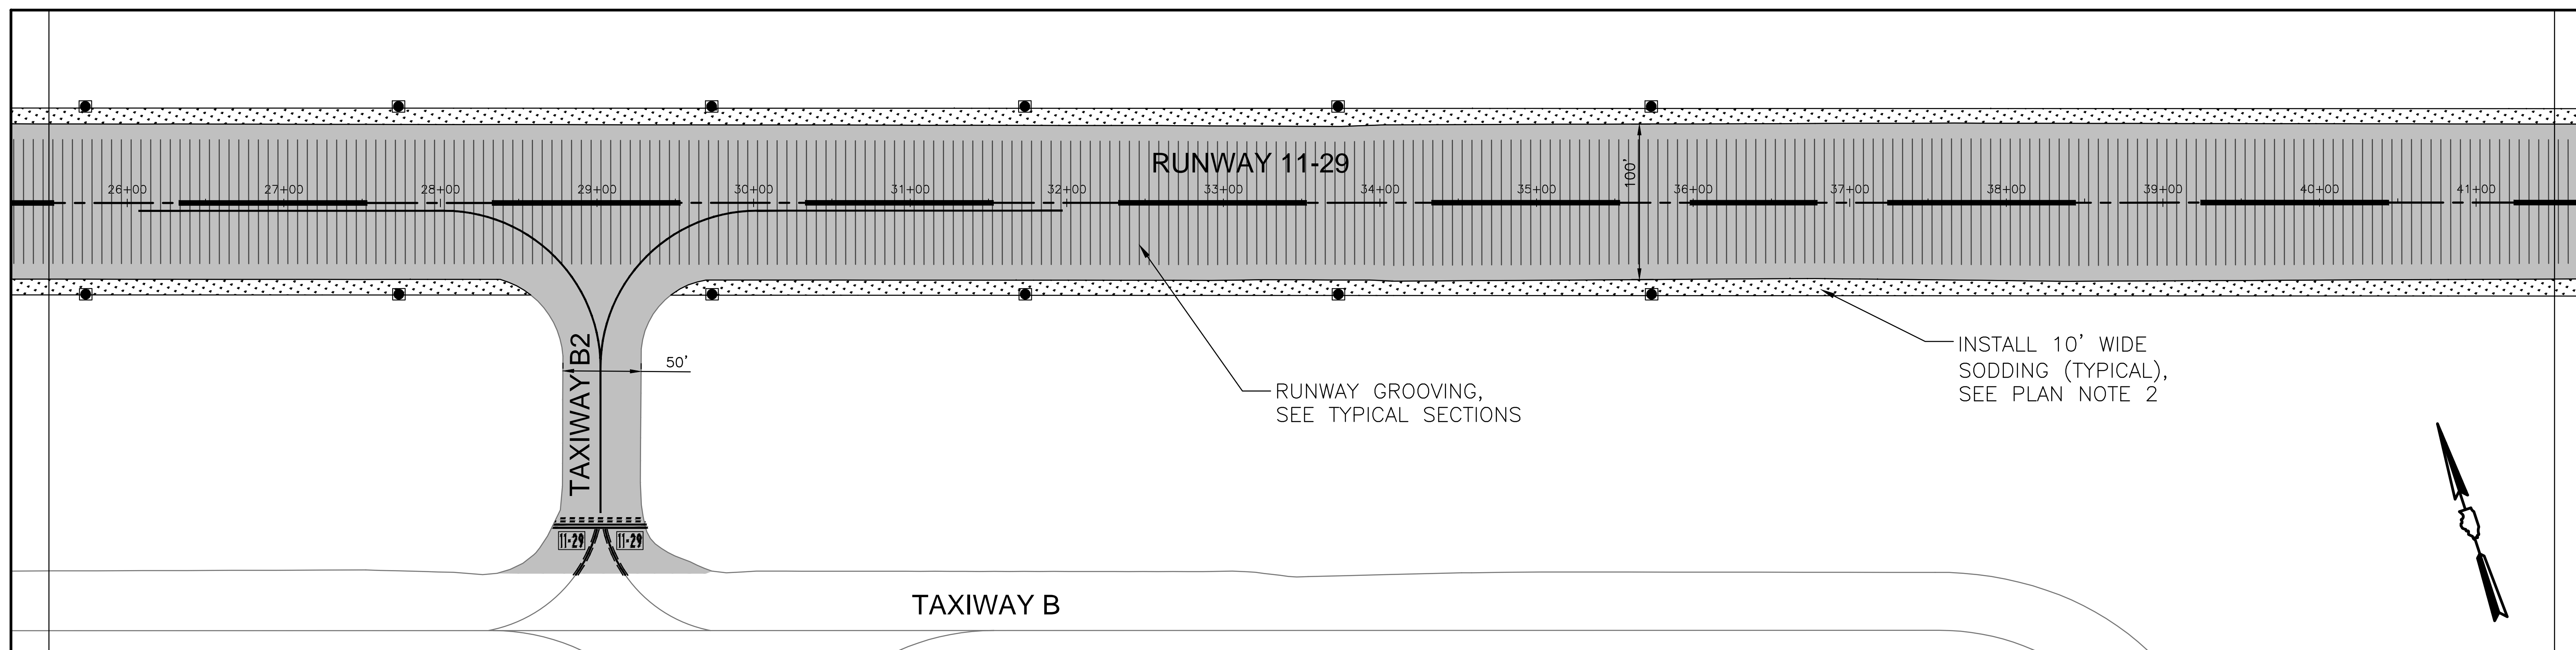 RUNWAY 11-29
100'
26+00 27+00 28+00 29+00 30+00 31+00 32+00 33+00 34+00 35+00 36+00 37+00 38+00 39+00 40+00 41+00
TAXIWAY B2
50'
INSTALL 10' WIDE
SODDING (TYPICAL),
SEE PLAN NOTE 2
RUNWAY GROOVING,
SEE TYPICAL SECTIONS
11-29 11-29
TAXIWAY B